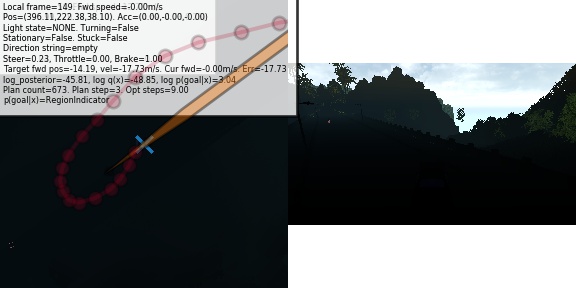 Local frame=149. Fwd speed=-0.00m/s
Pos=(396.11,222.38,38.10). Acc=(0.00,-0.00,-0.00)
Light state=NONE. Turning=False
Stationary=False. Stuck=False
Direction string=empty
Steer=0.23, Throttle=0.00, Brake=1.00
Target fwd pos=-14.19, vel=-17.73m/s. Cur fwd=-0.00m/s. Err=-17.73
log_posterior=-45.81, log q(x)=-48.85, log p(goal|x)=3.04
Plan count=673. Plan step=3. Opt steps=9.00
p(goal|x)=RegionIndicator